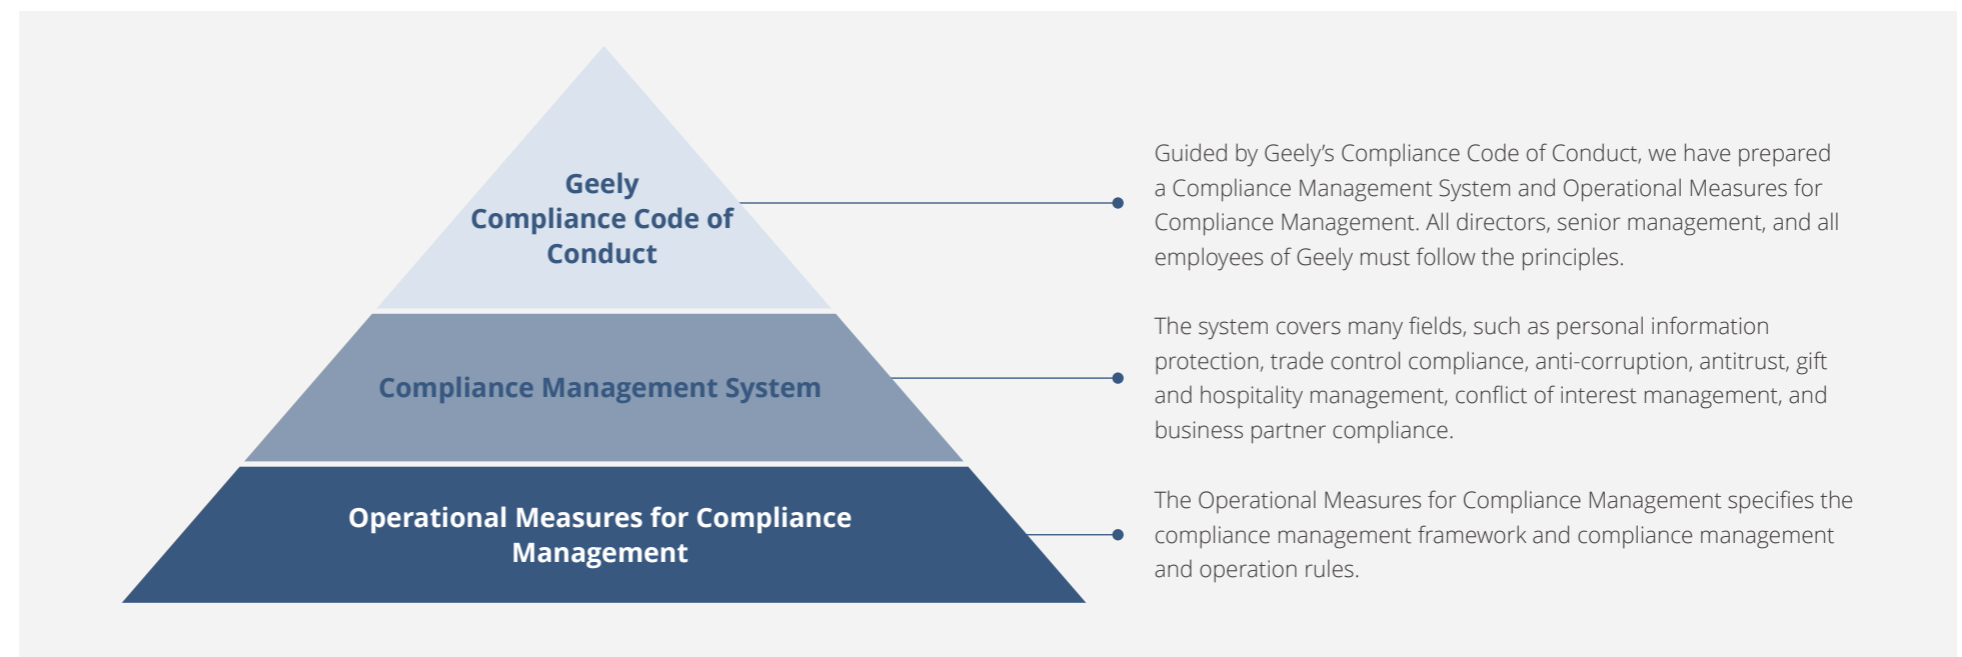 Geely
Compliance Code of
Conduct
Guided by Geely’s Compliance Code of Conduct, we have prepared
a Compliance Management System and Operational Measures for
Compliance Management. All directors, senior management, and all
employees of Geely must follow the principles.
Compliance Management System
The system covers many fields, such as personal information
protection, trade control compliance, anti-corruption, antitrust, gift
and hospitality management, conflict of interest management, and
business partner compliance.
Operational Measures for Compliance
Management
The Operational Measures for Compliance Management specifies the
compliance management framework and compliance management
and operation rules.